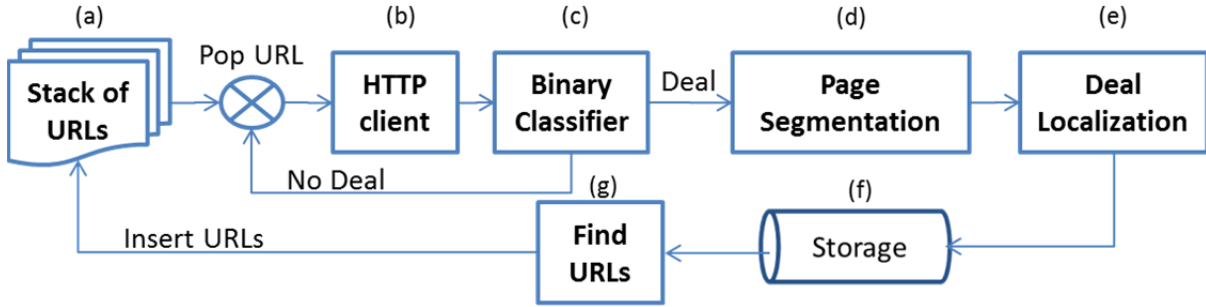 (a)
(b)
(c)
(d)
(e)
Pop URL
Stack of
URLs
HTTP
client
Binary
Classifier
Deal
Page
Segmentation
Deal
Localization
No Deal
(g)
(f)
Insert URLs
Find
URLs
Storage